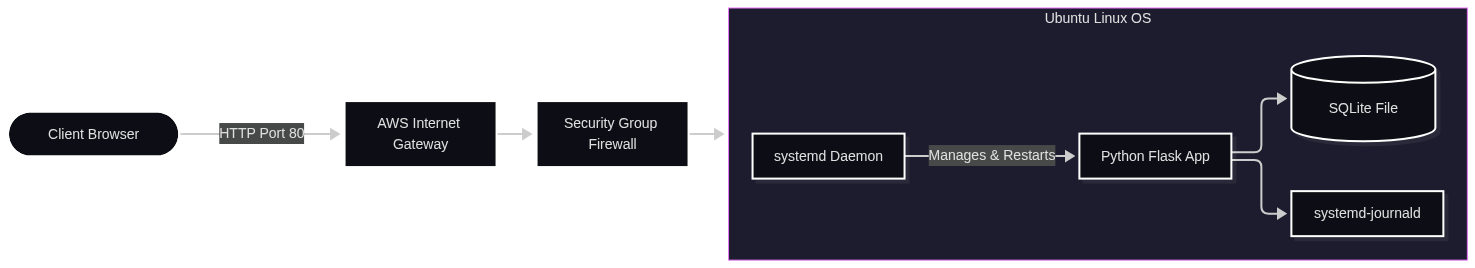 Ubuntu Linux OS
Client Browser
HTTP Port 80
AWS Internet
Gateway
Security Group
Firewall
systemd Daemon
Manages & Restarts
Python Flask App
SQLite File
systemd-journald